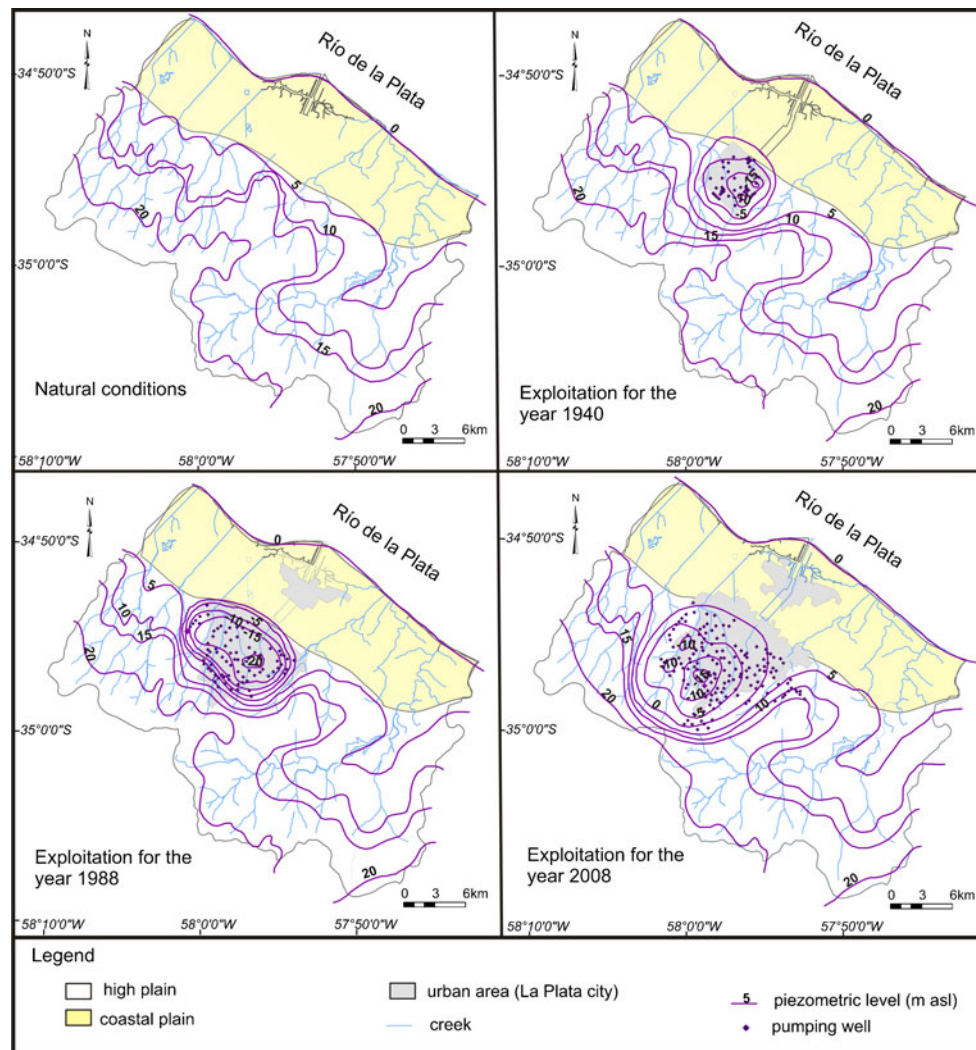 N
Río de la Plata
34°50'0"S
0
5
20
10
35°0'0"S
15
Natural conditions
20
0 3 6km
58°10'0"W 58°0'0"W 57°50'0"W
N
Río de la Plata
34°50'0"S
0
20
-5
10
5
15
35°0'0"S
Exploitation for the
year 1940
20
0 3 6km
58°10'0"W 58°0'0"W 57°50'0"W
N
Río de la Plata
34°50'0"S
0
5
10
-5
-10
-15
15
20
-20
35°0'0"S
Exploitation for the
year 1988
20
0 3 6km
58°10'0"W 58°0'0"W 57°50'0"W
N
Río de la Plata
34°50'0"S
0
15
-10
-10
-15
5
20
0
-10
-5
10
35°0'0"S
Exploitation for the
year 2008
20
0 3 6km
58°10'0"W 58°0'0"W 57°50'0"W
Legend
high plain
coastal plain
urban area (La Plata city)
creek
5 piezometric level (m asl)
pumping well